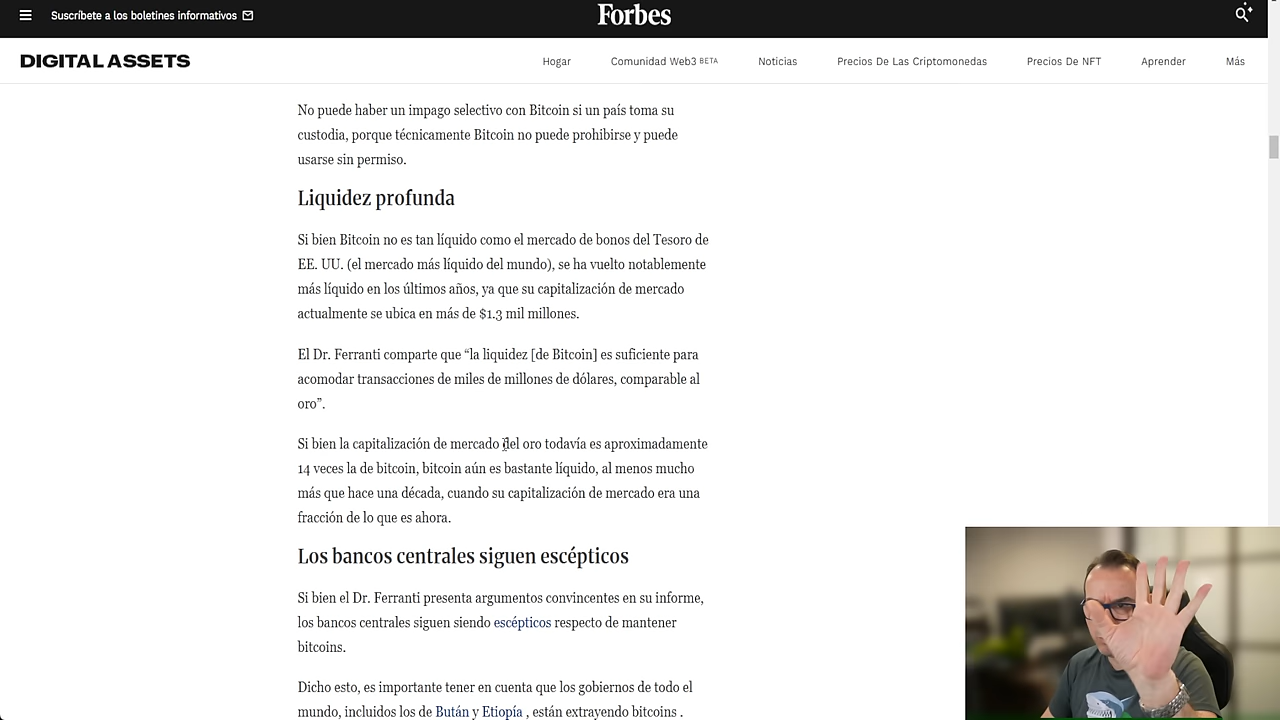 Suscríbete a los boletines informativos
Forbes
DIGITAL ASSETS
Hogar
Comunidad Web3 BETA
Noticias
Precios De Las Criptomonedas
Precios De NFT
Aprender
Más
No puede haber un impago selectivo con Bitcoin si un país toma su
custodia, porque técnicamente Bitcoin no puede prohibirse y puede
usarse sin permiso.
Liquidez profunda
Si bien Bitcoin no es tan líquido como el mercado de bonos del Tesoro de
EE. UU. (el mercado más líquido del mundo), se ha vuelto notablemente
más líquido en los últimos años, ya que su capitalización de mercado
actualmente se ubica en más de $1.3 mil millones.
El Dr. Ferranti comparte que “la liquidez [de Bitcoin] es suficiente para
acomodar transacciones de miles de millones de dólares, comparable al
oro”.
Si bien la capitalización de mercado del oro todavía es aproximadamente
14 veces la de bitcoin, bitcoin aún es bastante líquido, al menos mucho
más que hace una década, cuando su capitalización de mercado era una
fracción de lo que es ahora.
Los bancos centrales siguen escépticos
Si bien el Dr. Ferranti presenta argumentos convincentes en su informe,
los bancos centrales siguen siendo escépticos respecto de mantener
bitcoins.
Dicho esto, es importante tener en cuenta que los gobiernos de todo el
mundo, incluidos los de Bután y Etiopía , están extrayendo bitcoins .